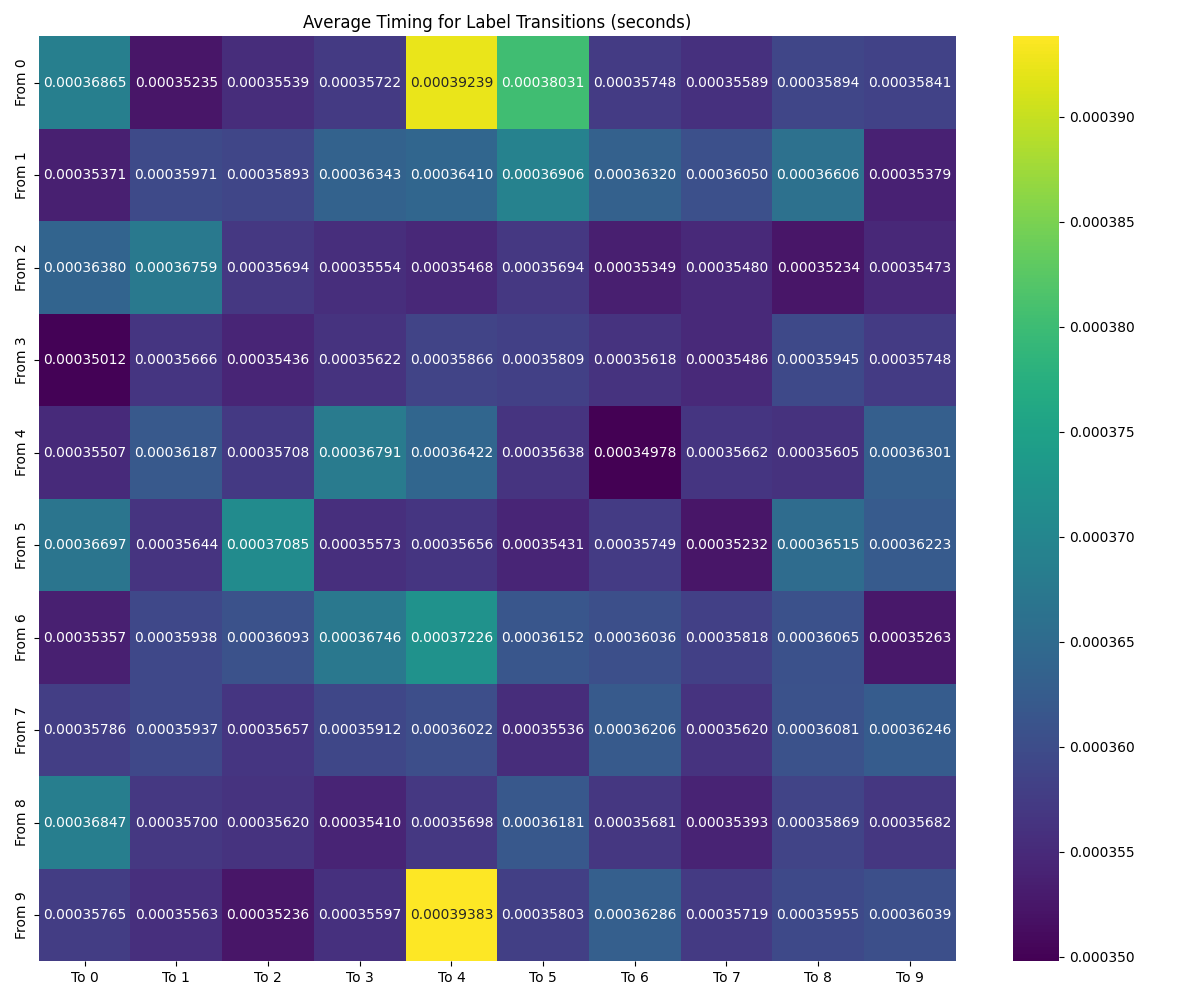 Average Timing for Label Transitions (seconds)
From 0 0.00036865 0.00035235 0.00035539 0.00035722 0.00039239 0.00038031 0.00035748 0.00035589 0.00035894 0.00035841
From 1 0.00035371 0.00035971 0.00035893 0.00036343 0.00036410 0.00036906 0.00036320 0.00036050 0.00036606 0.00035379
From 2 0.00036380 0.00036759 0.00035694 0.00035554 0.00035468 0.00035694 0.00035349 0.00035480 0.00035234 0.00035473
From 3 0.00035012 0.00035666 0.00035436 0.00035622 0.00035866 0.00035809 0.00035618 0.00035486 0.00035945 0.00035748
From 4 0.00035507 0.00036187 0.00035708 0.00036791 0.00036422 0.00035638 0.00034978 0.00035662 0.00035605 0.00036301
From 5 0.00036697 0.00035644 0.00037085 0.00035573 0.00035656 0.00035431 0.00035749 0.00035232 0.00036515 0.00036223
From 6 0.00035357 0.00035938 0.00036093 0.00036746 0.00037226 0.00036152 0.00036036 0.00035818 0.00036065 0.00035263
From 7 0.00035786 0.00035937 0.00035657 0.00035912 0.00036022 0.00035536 0.00036206 0.00035620 0.00036081 0.00036246
From 8 0.00036847 0.00035700 0.00035620 0.00035410 0.00035698 0.00036181 0.00035681 0.00035393 0.00035869 0.00035682
From 9 0.00035765 0.00035563 0.00035236 0.00035597 0.00039383 0.00035803 0.00036286 0.00035719 0.00035955 0.00036039
To 0 To 1 To 2 To 3 To 4 To 5 To 6 To 7 To 8 To 9
0.000390
0.000385
0.000380
0.000375
0.000370
0.000365
0.000360
0.000355
0.000350